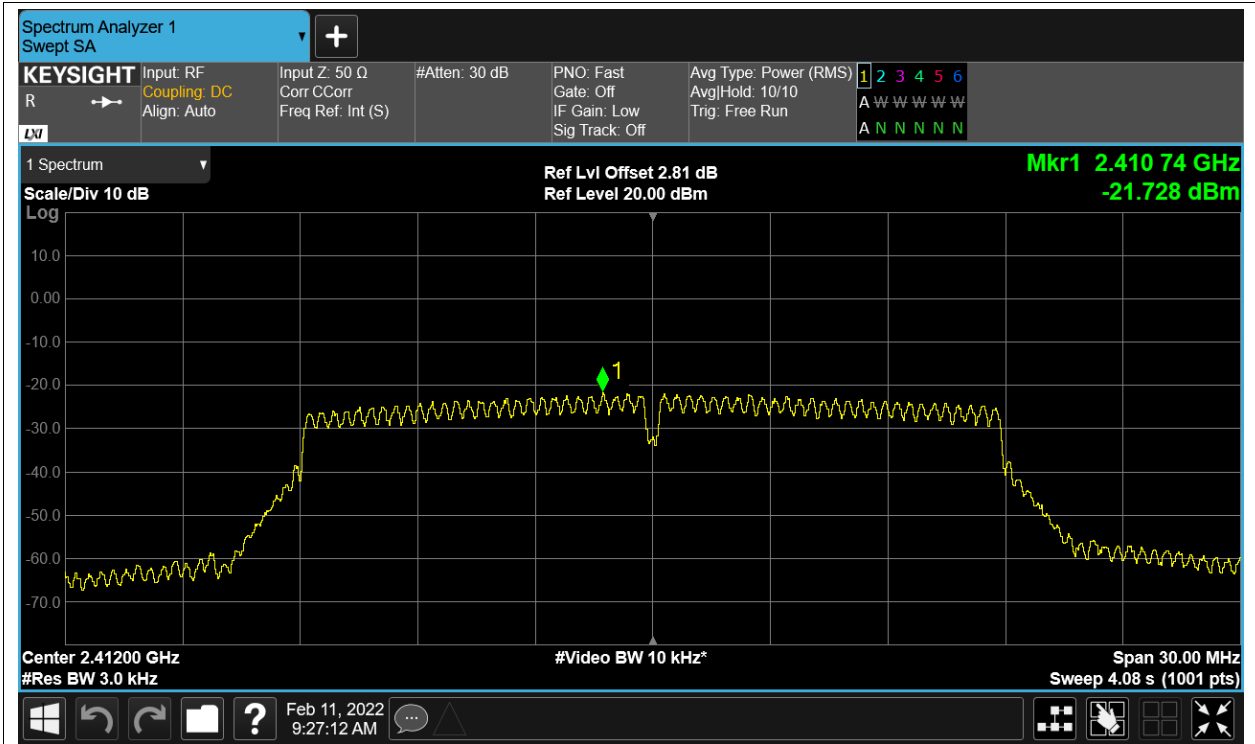 Spectrum Analyzer 1
Swept SA
+
KEYSIGHT
R
LXI
Input: RF
Coupling: DC
Align: Auto
Input Z: 50 Ω
Corr CCorr
Freq Ref: Int (S)
#Atten: 30 dB
PNO: Fast
Gate: Off
IF Gain: Low
Sig Track: Off
Avg Type: Power (RMS)
Avg|Hold: 10/10
Trig: Free Run
1 2 3 4 5 6
A W W W W W
A N N N N N
1 Spectrum
Scale/Div 10 dB
Log
Ref Lvl Offset 2.81 dB
Ref Level 20.00 dBm
Mkr1 2.410 74 GHz
-21.728 dBm
10.0
0.00
-10.0
-20.0
-30.0
-40.0
-50.0
-60.0
-70.0
1
Center 2.41200 GHz
#Res BW 3.0 kHz
#Video BW 10 kHz*
Span 30.00 MHz
Sweep 4.08 s (1001 pts)
?
Feb 11, 2022
9:27:12 AM